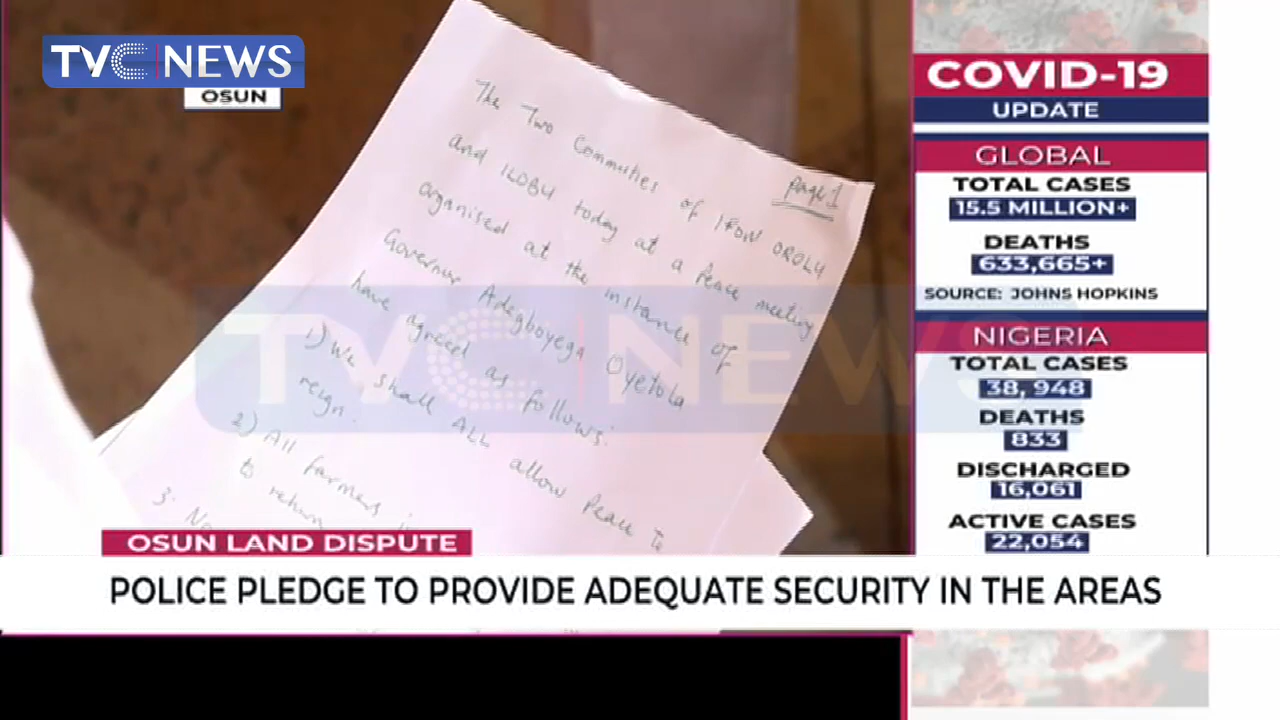 TVC NEWS
OSUN
page 1
The Two Commuties of IFON OROLU
and ILOBU today at a Peace meeting
organised at the instance of
Governor Adegboyega Oyetola
have agreed as follows:
1) We shall ALL allow Peace to
reign.
2) All farmers
to return
3.
TVC NEWS
OSUN LAND DISPUTE
POLICE PLEDGE TO PROVIDE ADEQUATE SECURITY IN THE AREAS
COVID-19
UPDATE
GLOBAL
TOTAL CASES
15.5 MILLION+
DEATHS
633,665+
SOURCE: JOHNS HOPKINS
NIGERIA
TOTAL CASES
38, 948
DEATHS
833
DISCHARGED
16,061
ACTIVE CASES
22,054